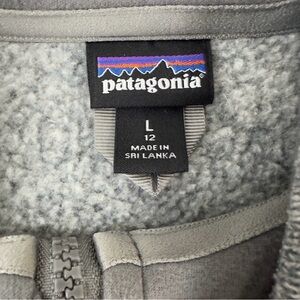 patagonia®
L
12
MADE IN
SRI LANKA